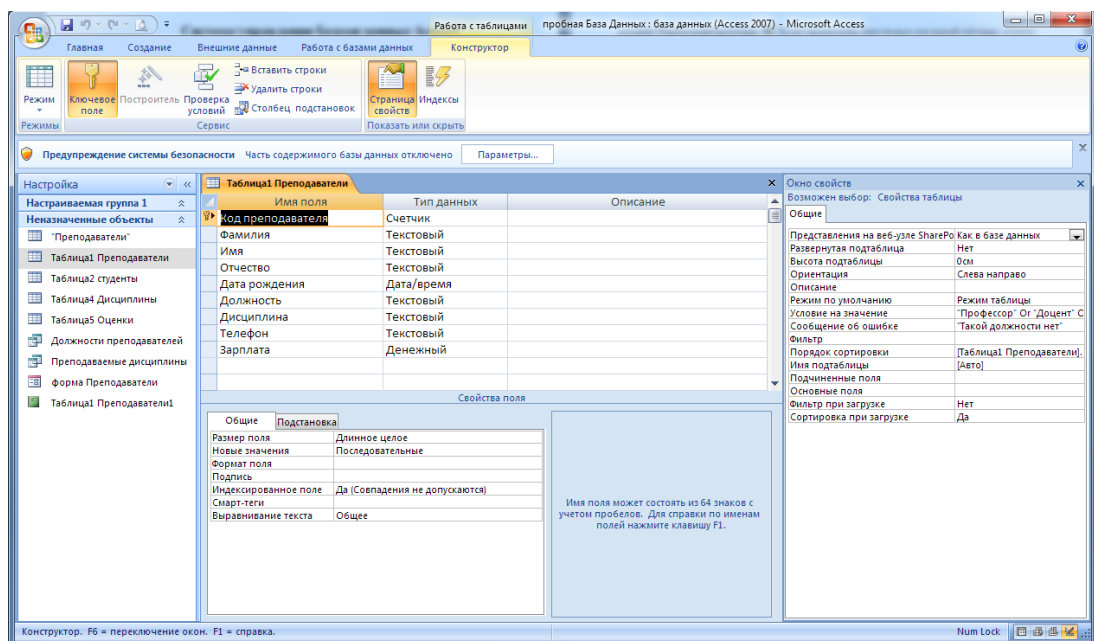 Работа с таблицами пробная База Данных : база данных (Access 2007) - Microsoft Access
Главная Создание Внешние данные Работа с базами данных Конструктор
Режим
Ключевое поле
Построитель
Проверка условий
Вставить строки
Удалить строки
Столбец подстановок
Страница свойств
Индексы
Режимы Сервис Показать или скрыть
Предупреждение системы безопасности Часть содержимого базы данных отключено Параметры...
Настройка
Настраиваемая группа 1
Неназначенные объекты
"Преподаватели"
Таблица1 Преподаватели
Таблица2 студенты
Таблица4 Дисциплины
Таблица5 Оценки
Должности преподавателей
Преподаваемые дисциплины
форма Преподаватели
Таблица1 Преподаватели1
Таблица1 Преподаватели
Имя поля Тип данных Описание
Код преподавателя Счетчик
Фамилия Текстовый
Имя Текстовый
Отчество Текстовый
Дата рождения Дата/время
Должность Текстовый
Дисциплина Текстовый
Телефон Текстовый
Зарплата Денежный
Свойства поля
Общие Подстановка
Размер поля Длинное целое
Новые значения Последовательные
Формат поля
Подпись
Индексированное поле Да (Совпадения не допускаются)
Смарт-теги
Выравнивание текста Общее
Имя поля может состоять из 64 знаков с
учетом пробелов. Для справки по именам
полей нажмите клавишу F1.
Окно свойств
Возможен выбор: Свойства таблицы
Общие
Представления на веб-узле SharePo Как в базе данных
Развернутая подтаблица Нет
Высота подтаблицы 0см
Ориентация Слева направо
Описание
Режим по умолчанию Режим таблицы
Условие на значение "Профессор" Or "Доцент" O
Сообщение об ошибке "Такой должности нет"
Фильтр
Порядок сортировки [Таблица1 Преподаватели].
Имя подтаблицы [Авто]
Подчиненные поля
Основные поля
Фильтр при загрузке Нет
Сортировка при загрузке Да
Конструктор. F6 = переключение окон. F1 = справка. Num Lock